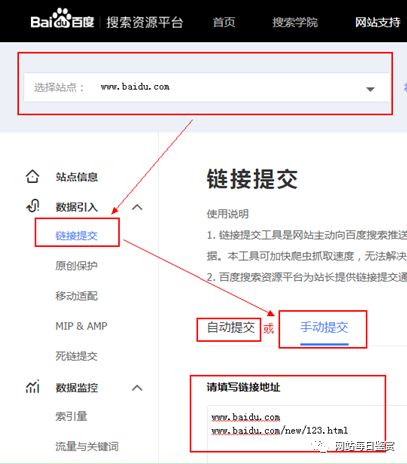 Baidu百度 搜索资源平台 首页 搜索学院 网站支持
选择站点： www.baidu.com
站点信息
数据引入
链接提交
原创保护
移动适配
MIP & AMP
死链提交
数据监控
索引量
流量与关键词
链接提交
使用说明
1. 链接提交工具是网站主动向百度搜索推送
据。本工具可加快爬虫抓取速度，无法解决
2. 百度搜索资源平台为站长提供链接提交通
自动提交 或 手动提交
请填写链接地址
www.baidu.com
www.baidu.com/new/123.html
网站每日鉴赏